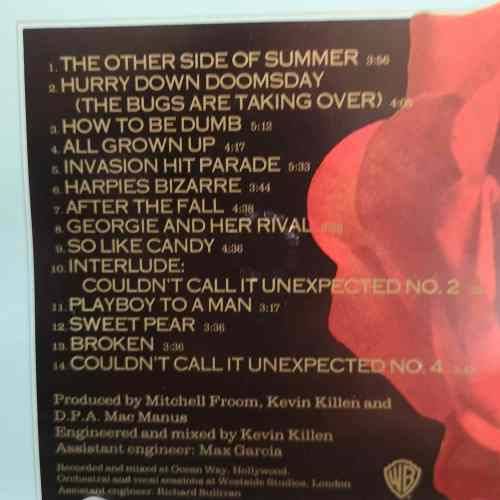 1. THE OTHER SIDE OF SUMMER 3:56
2. HURRY DOWN DOOMSDAY
(THE BUGS ARE TAKING OVER)
3. HOW TO BE DUMB 5:12
4. ALL GROWN UP 4:17
5. INVASION HIT PARADE 5:33
6. HARPIES BIZARRE 3:44
7. AFTER THE FALL 4:38
8. GEORGIE AND HER RIVAL
9. SO LIKE CANDY 4:36
10. INTERLUDE:
COULDN'T CALL IT UNEXPECTED NO. 2
11. PLAYBOY TO A MAN 3:17
12. SWEET PEAR 3:36
13. BROKEN 3:36
14. COULDN'T CALL IT UNEXPECTED NO. 4
Produced by Mitchell Froom, Kevin Killen and
D.P.A. Mac Manus
Engineered and mixed by Kevin Killen
Assistant engineer: Max Garcia
Recorded and mixed at Ocean Way, Hollywood.
Orchestral and vocal sessions at Westside Studios, London
Assistant engineer: Richard Sullivan
WB